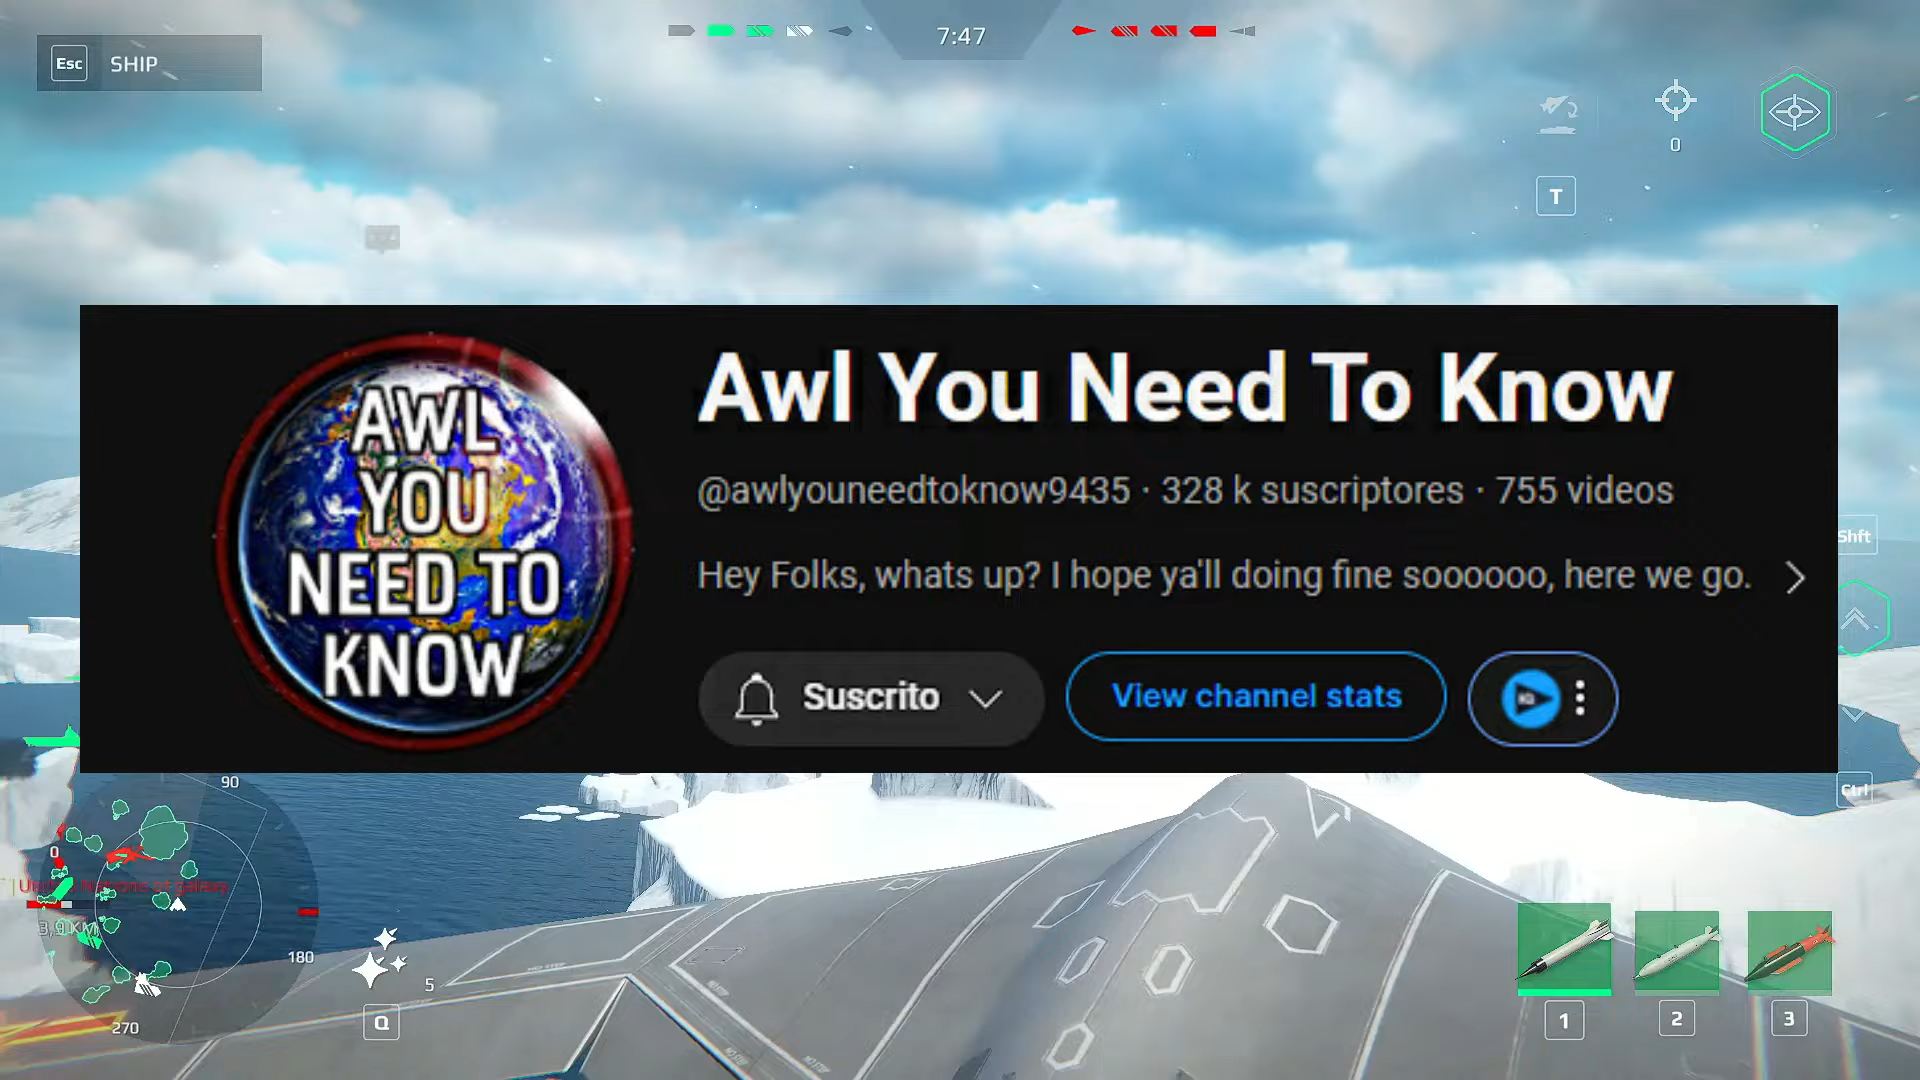 7:47
Esc SHIP
0
T
AWL
YOU
NEED TO
KNOW
Awl You Need To Know
@awlyouneedtoknow9435 · 328 k suscriptores · 755 videos
Hey Folks, whats up? I hope ya'll doing fine soooooo, here we go.
Suscrito
View channel stats
Shft
Ctrl
90
0
180
270
5
Q
1
2
3
NO STEP